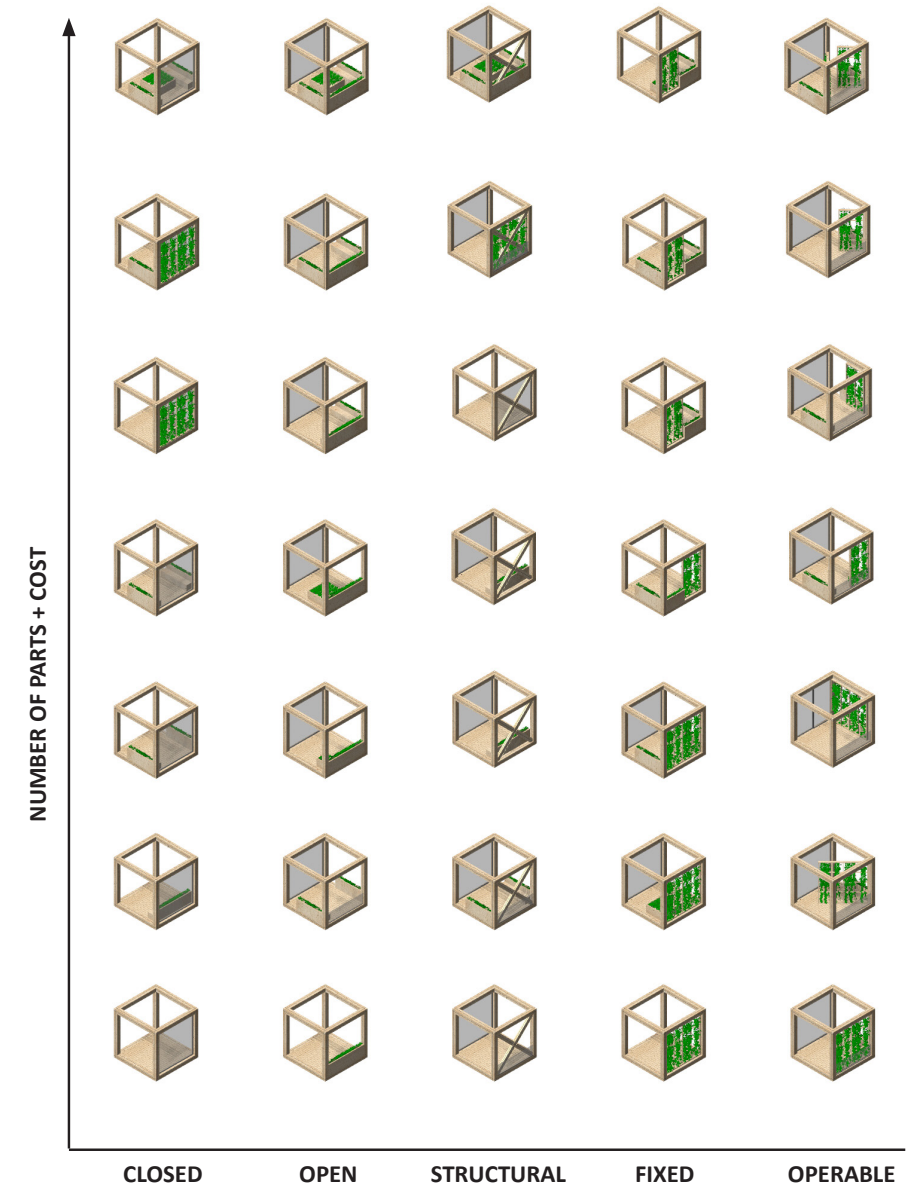 NUMBER OF PARTS + COST
CLOSED
OPEN
STRUCTURAL
FIXED
OPERABLE